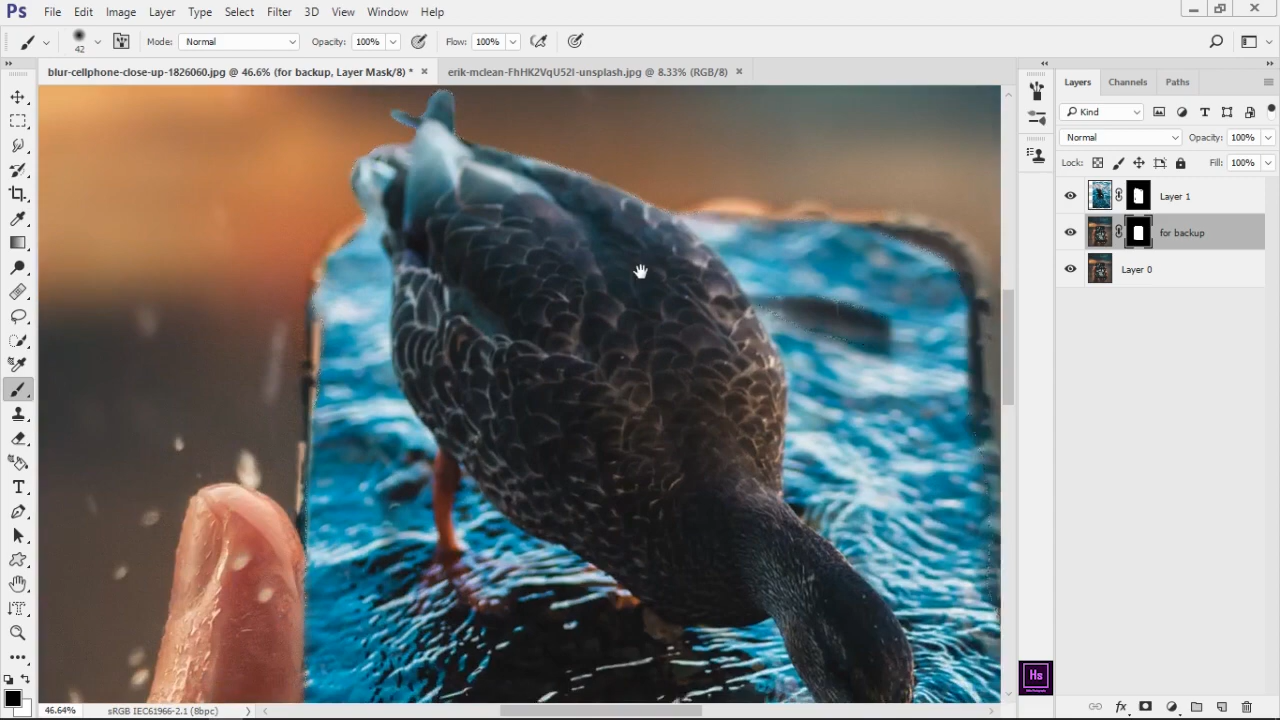 Ps File Edit Image Layer Type Select Filter 3D View Window Help
42 Mode: Normal Opacity: 100% Flow: 100%
blur-cellphone-close-up-1826060.jpg @ 46.6% (for backup, Layer Mask/8) * erik-mclean-FhHK2VqU52I-unsplash.jpg @ 8.33% (RGB/8)
Layers Channels Paths
Kind
Normal Opacity: 100%
Lock: Fill: 100%
Layer 1
for backup
Layer 0
Hs
46.64% sRGB IEC61966-2.1 (8bpc)
fx